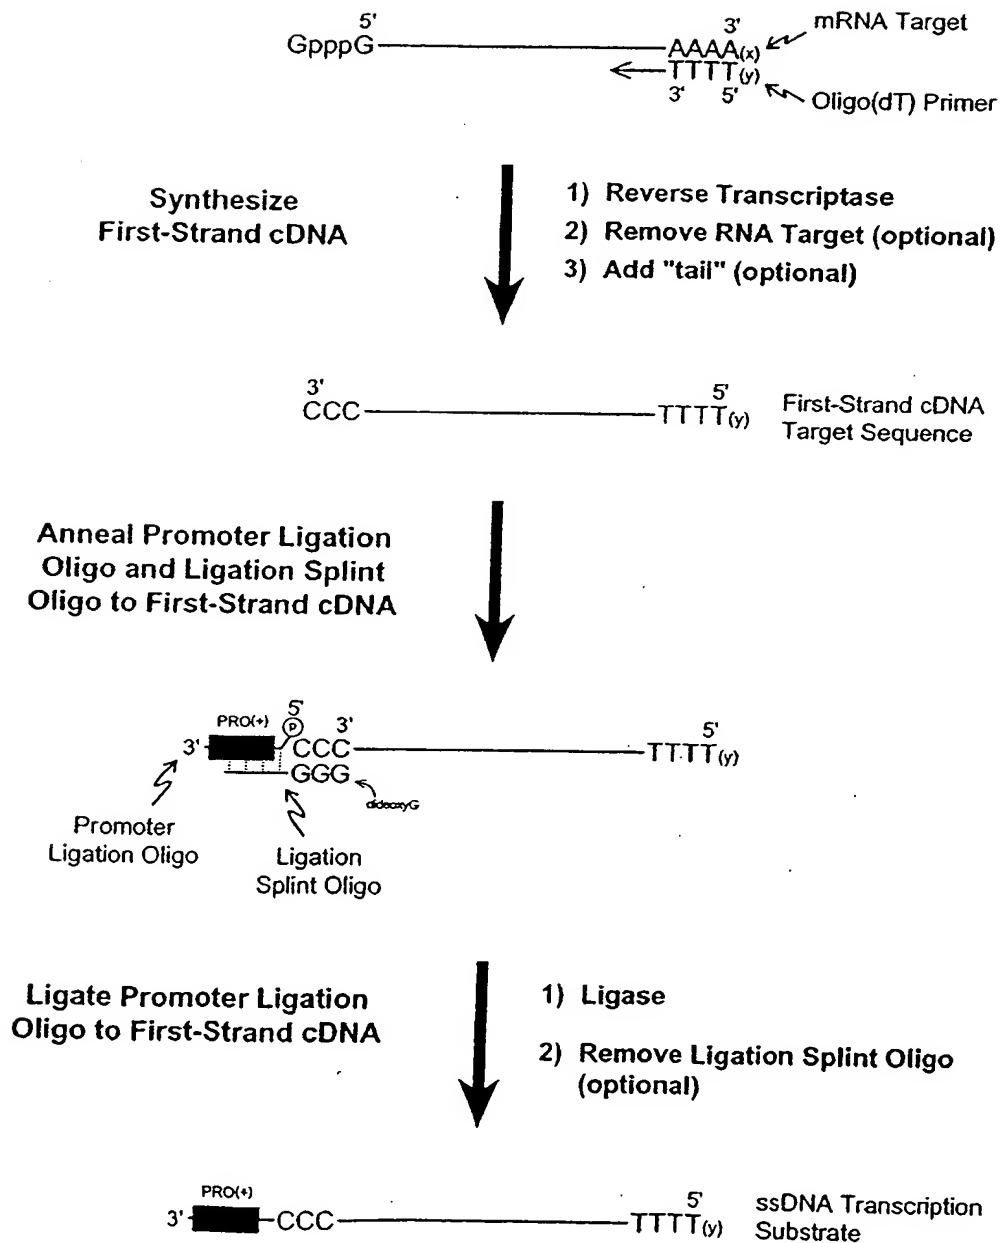 5'
GpppG
3'
AAAA(x)
mRNA Target
TTTT(y)
3' 5'
Oligo(dT) Primer
Synthesize
First-Strand cDNA
1) Reverse Transcriptase
2) Remove RNA Target (optional)
3) Add "tail" (optional)
3'
CCC
5'
TTTT(y)
First-Strand cDNA
Target Sequence
Anneal Promoter Ligation
Oligo and Ligation Splint
Oligo to First-Strand cDNA
PRO(+)
5'
P
3'
3'
CCC
5'
TTTT(y)
GGG
dideoxyG
Promoter
Ligation Oligo
Ligation
Splint Oligo
Ligate Promoter Ligation
Oligo to First-Strand cDNA
1) Ligase
2) Remove Ligation Splint Oligo
(optional)
PRO(+)
3'
CCC
5'
TTTT(y)
ssDNA Transcription
Substrate